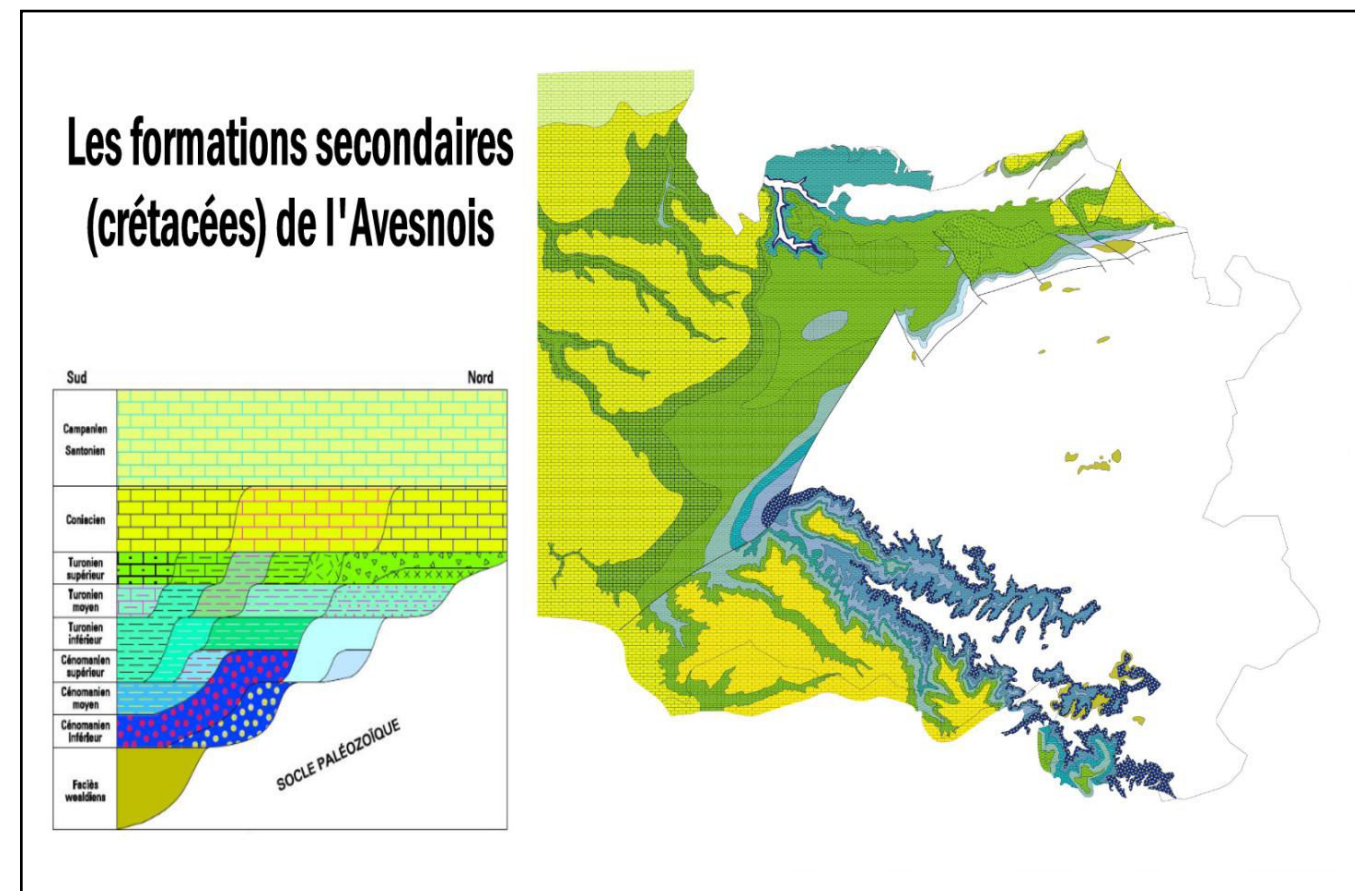 Les formations secondaires
(crétacées) de l'Avesnois
Sud
Nord
Campanien
Santonien
Coniacien
Turonien
supérieur
Turonien
moyen
Turonien
inférieur
Cénomanien
supérieur
Cénomanien
moyen
Cénomanien
Inférieur
Faciès
wealdiens
SOCLE PALÉOZOÏQUE